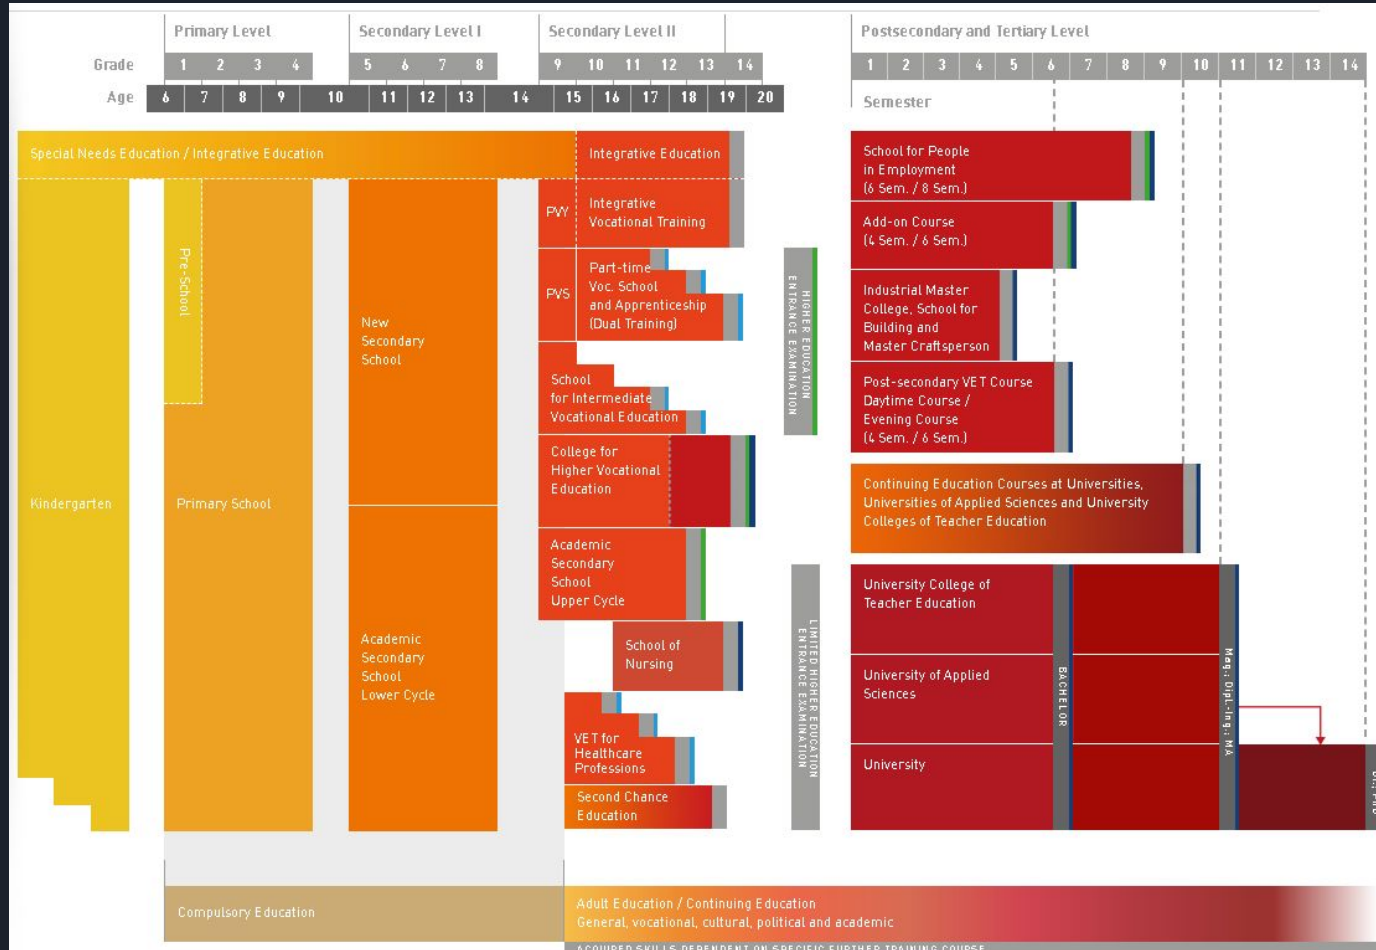 Primary Level
Secondary Level I
Secondary Level II
Postsecondary and Tertiary Level
Grade
1 2 3 4
5 6 7 8
9 10 11 12 13 14
1 2 3 4 5 6 7 8 9 10 11 12 13 14
Age
6 7 8 9 10 11 12 13 14 15 16 17 18 19 20
Semester
Special Needs Education / Integrative Education
Integrative Education
Kindergarten
Pre-School
Primary School
New
Secondary
School
Academic
Secondary
School
Lower Cycle
PVY
Integrative
Vocational Training
PVS
Part-time
Voc. School
and Apprenticeship
(Dual Training)
School
for Intermediate
Vocational Education
College for
Higher Vocational
Education
Academic
Secondary
School
Upper Cycle
School of
Nursing
VET for
Healthcare
Professions
Second Chance
Education
HIGHER EDUCATION
ENTRANCE EXAMINATION
LIMITED HIGHER EDUCATION
ENTRANCE EXAMINATION
School for People
in Employment
(6 Sem. / 8 Sem.)
Add-on Course
(4 Sem. / 6 Sem.)
Industrial Master
College, School for
Building and
Master Craftsperson
Post-secondary VET Course
Daytime Course /
Evening Course
(4 Sem. / 6 Sem.)
Continuing Education Courses at Universities,
Universities of Applied Sciences and University
Colleges of Teacher Education
University College of
Teacher Education
University of Applied
Sciences
University
BACHELOR
Mag.; Dipl.-Ing.; MA
Compulsory Education
Adult Education / Continuing Education
General, vocational, cultural, political and academic
ACQUIRED SKILLS DEPENDENT ON SPECIFIC FURTHER TRAINING COURSE